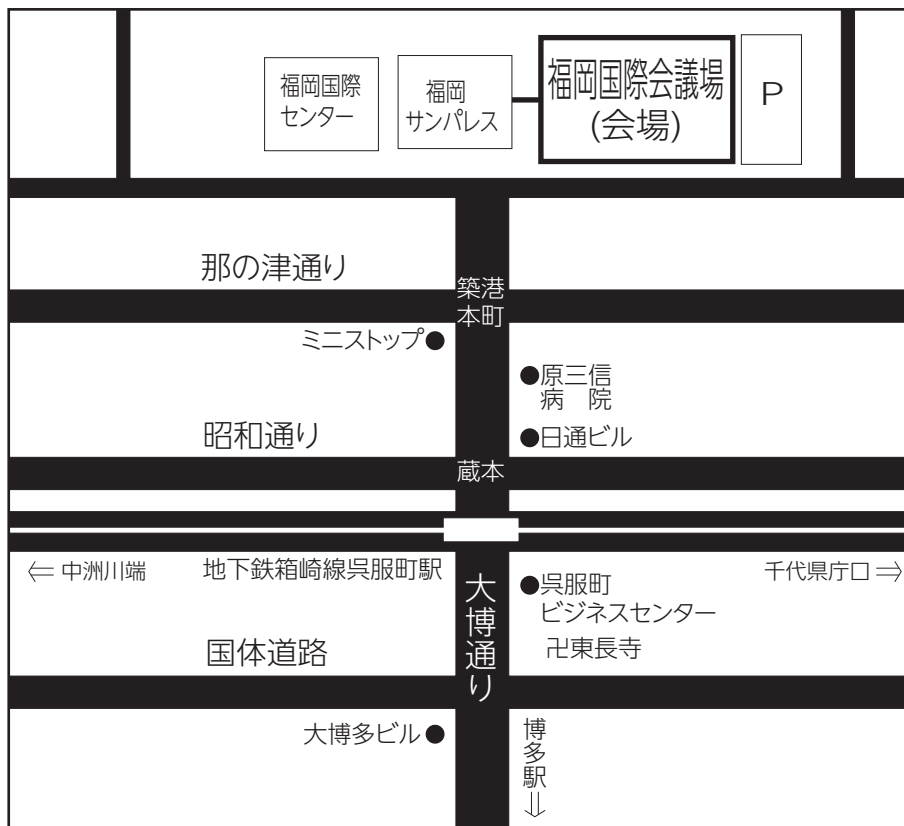 福岡国際
センター
福岡
サンパレス
福岡国際会議場
(会場)
P
那の津通り
築港
本町
ミニストップ●
●原三信
病　院
昭和通り
●日通ビル
蔵本
⇐ 中洲川端
地下鉄箱崎線呉服町駅
千代県庁口 ⇒
大博通り
●呉服町
ビジネスセンター
卍東長寺
国体道路
大博多ビル ●
博多駅⇓